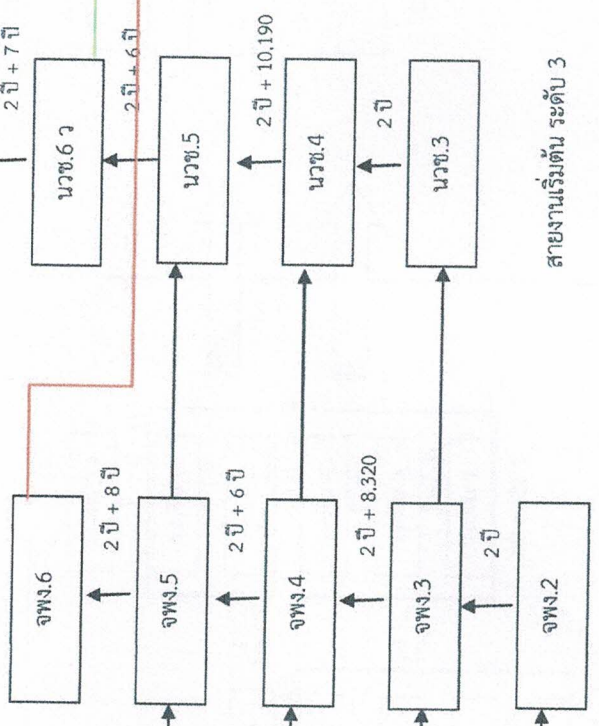 2 ปี + 7 ปี
นวช.6 ว
2 ปี + 6 ปี
จพง.6
2 ปี + 8 ปี
นวช.5
จพง.5
2 ปี + 10,190
2 ปี + 6 ปี
นวช.4
จพง.4
2 ปี
2 ปี + 8,320
นวช.3
จพง.3
2 ปี
จพง.2
สายงานเริ่มต้น ระดับ 3